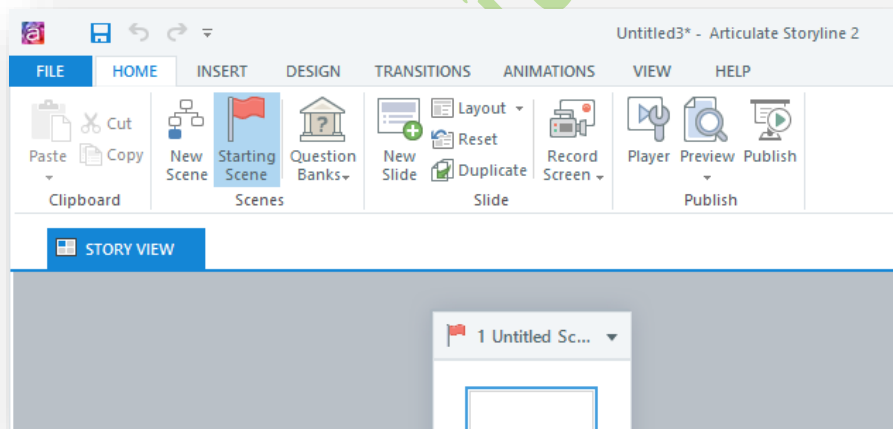 Untitled3* - Articulate Storyline 2
FILE HOME INSERT DESIGN TRANSITIONS ANIMATIONS VIEW HELP
Paste
Cut
Copy
Clipboard
New
Scene
Starting
Scene
Question
Banks
Scenes
New
Slide
Layout
Reset
Duplicate
Record
Screen
Slide
Player
Preview
Publish
Publish
STORY VIEW
1 Untitled Sc...